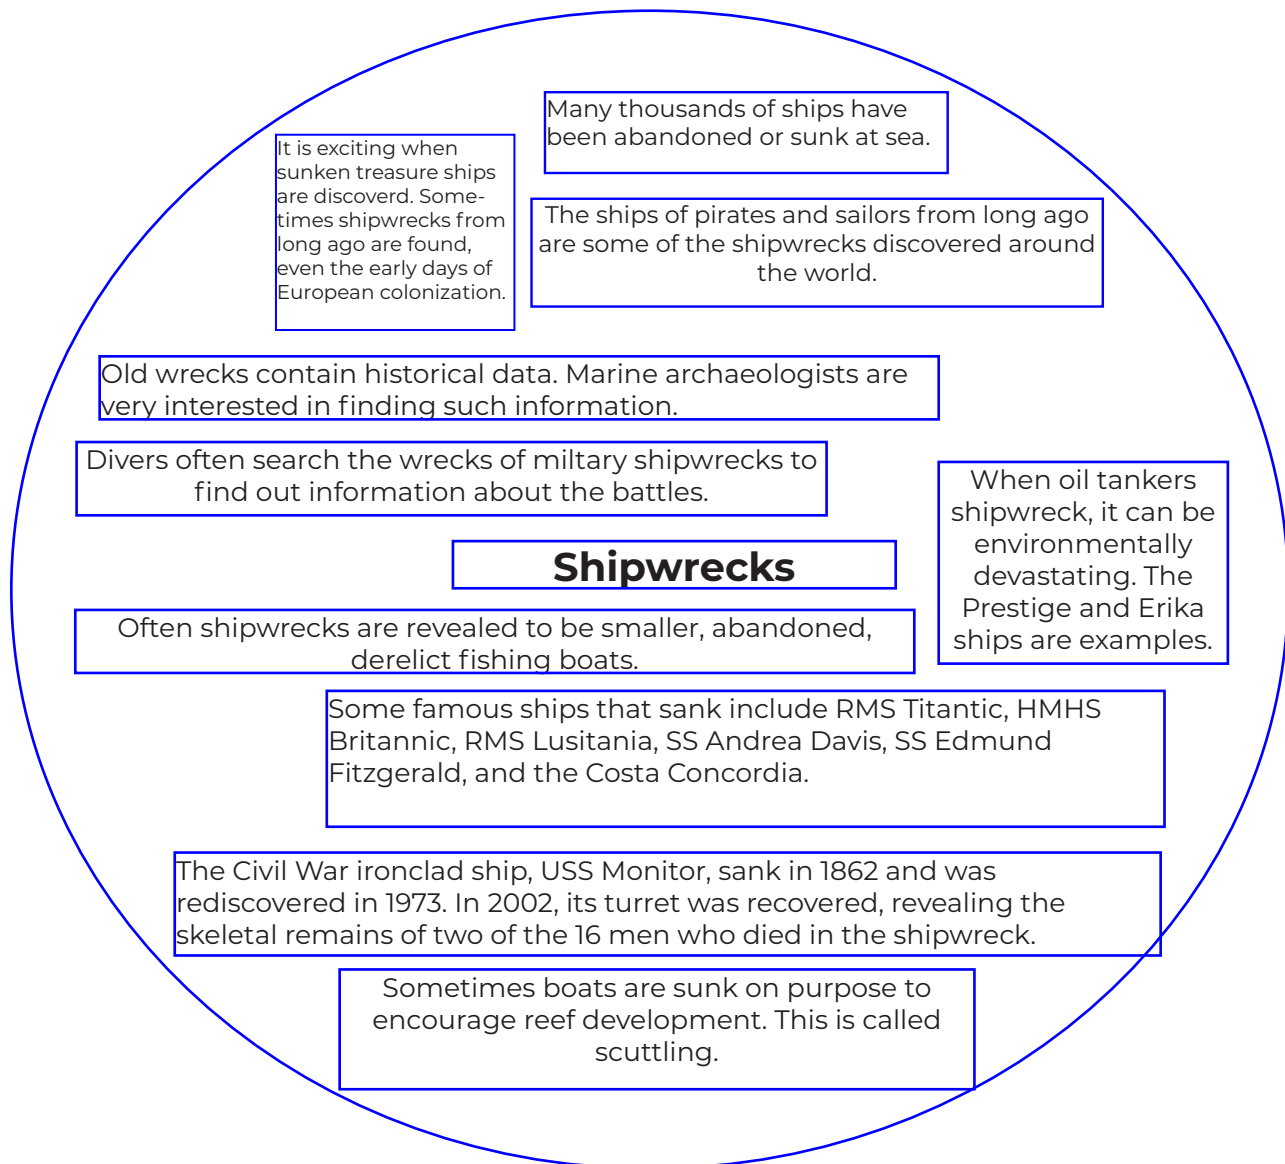 Many thousands of ships have
been abandoned or sunk at sea.
It is exciting when
sunken treasure ships
are discoverd. Some-
times shipwrecks from
long ago are found,
even the early days of
European colonization.
The ships of pirates and sailors from long ago
are some of the shipwrecks discovered around
the world.
Old wrecks contain historical data. Marine archaeologists are
very interested in finding such information.
Divers often search the wrecks of miltary shipwrecks to
find out information about the battles.
When oil tankers
shipwreck, it can be
environmentally
devastating. The
Prestige and Erika
ships are examples.
Shipwrecks
Often shipwrecks are revealed to be smaller, abandoned,
derelict fishing boats.
Some famous ships that sank include RMS Titantic, HMHS
Britannic, RMS Lusitania, SS Andrea Davis, SS Edmund
Fitzgerald, and the Costa Concordia.
The Civil War ironclad ship, USS Monitor, sank in 1862 and was
rediscovered in 1973. In 2002, its turret was recovered, revealing the
skeletal remains of two of the 16 men who died in the shipwreck.
Sometimes boats are sunk on purpose to
encourage reef development. This is called
scuttling.